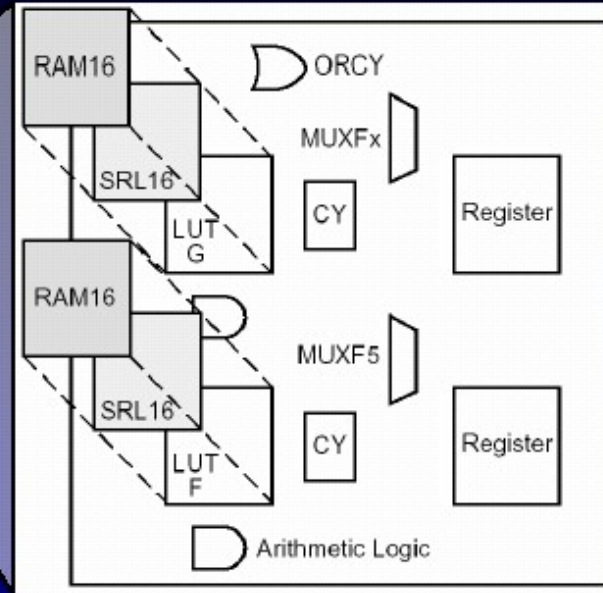 RAM16
ORCY
MUXFx
SRL16
CY
Register
LUT
G
RAM16
MUXF5
SRL16
CY
Register
LUT
F
Arithmetic Logic